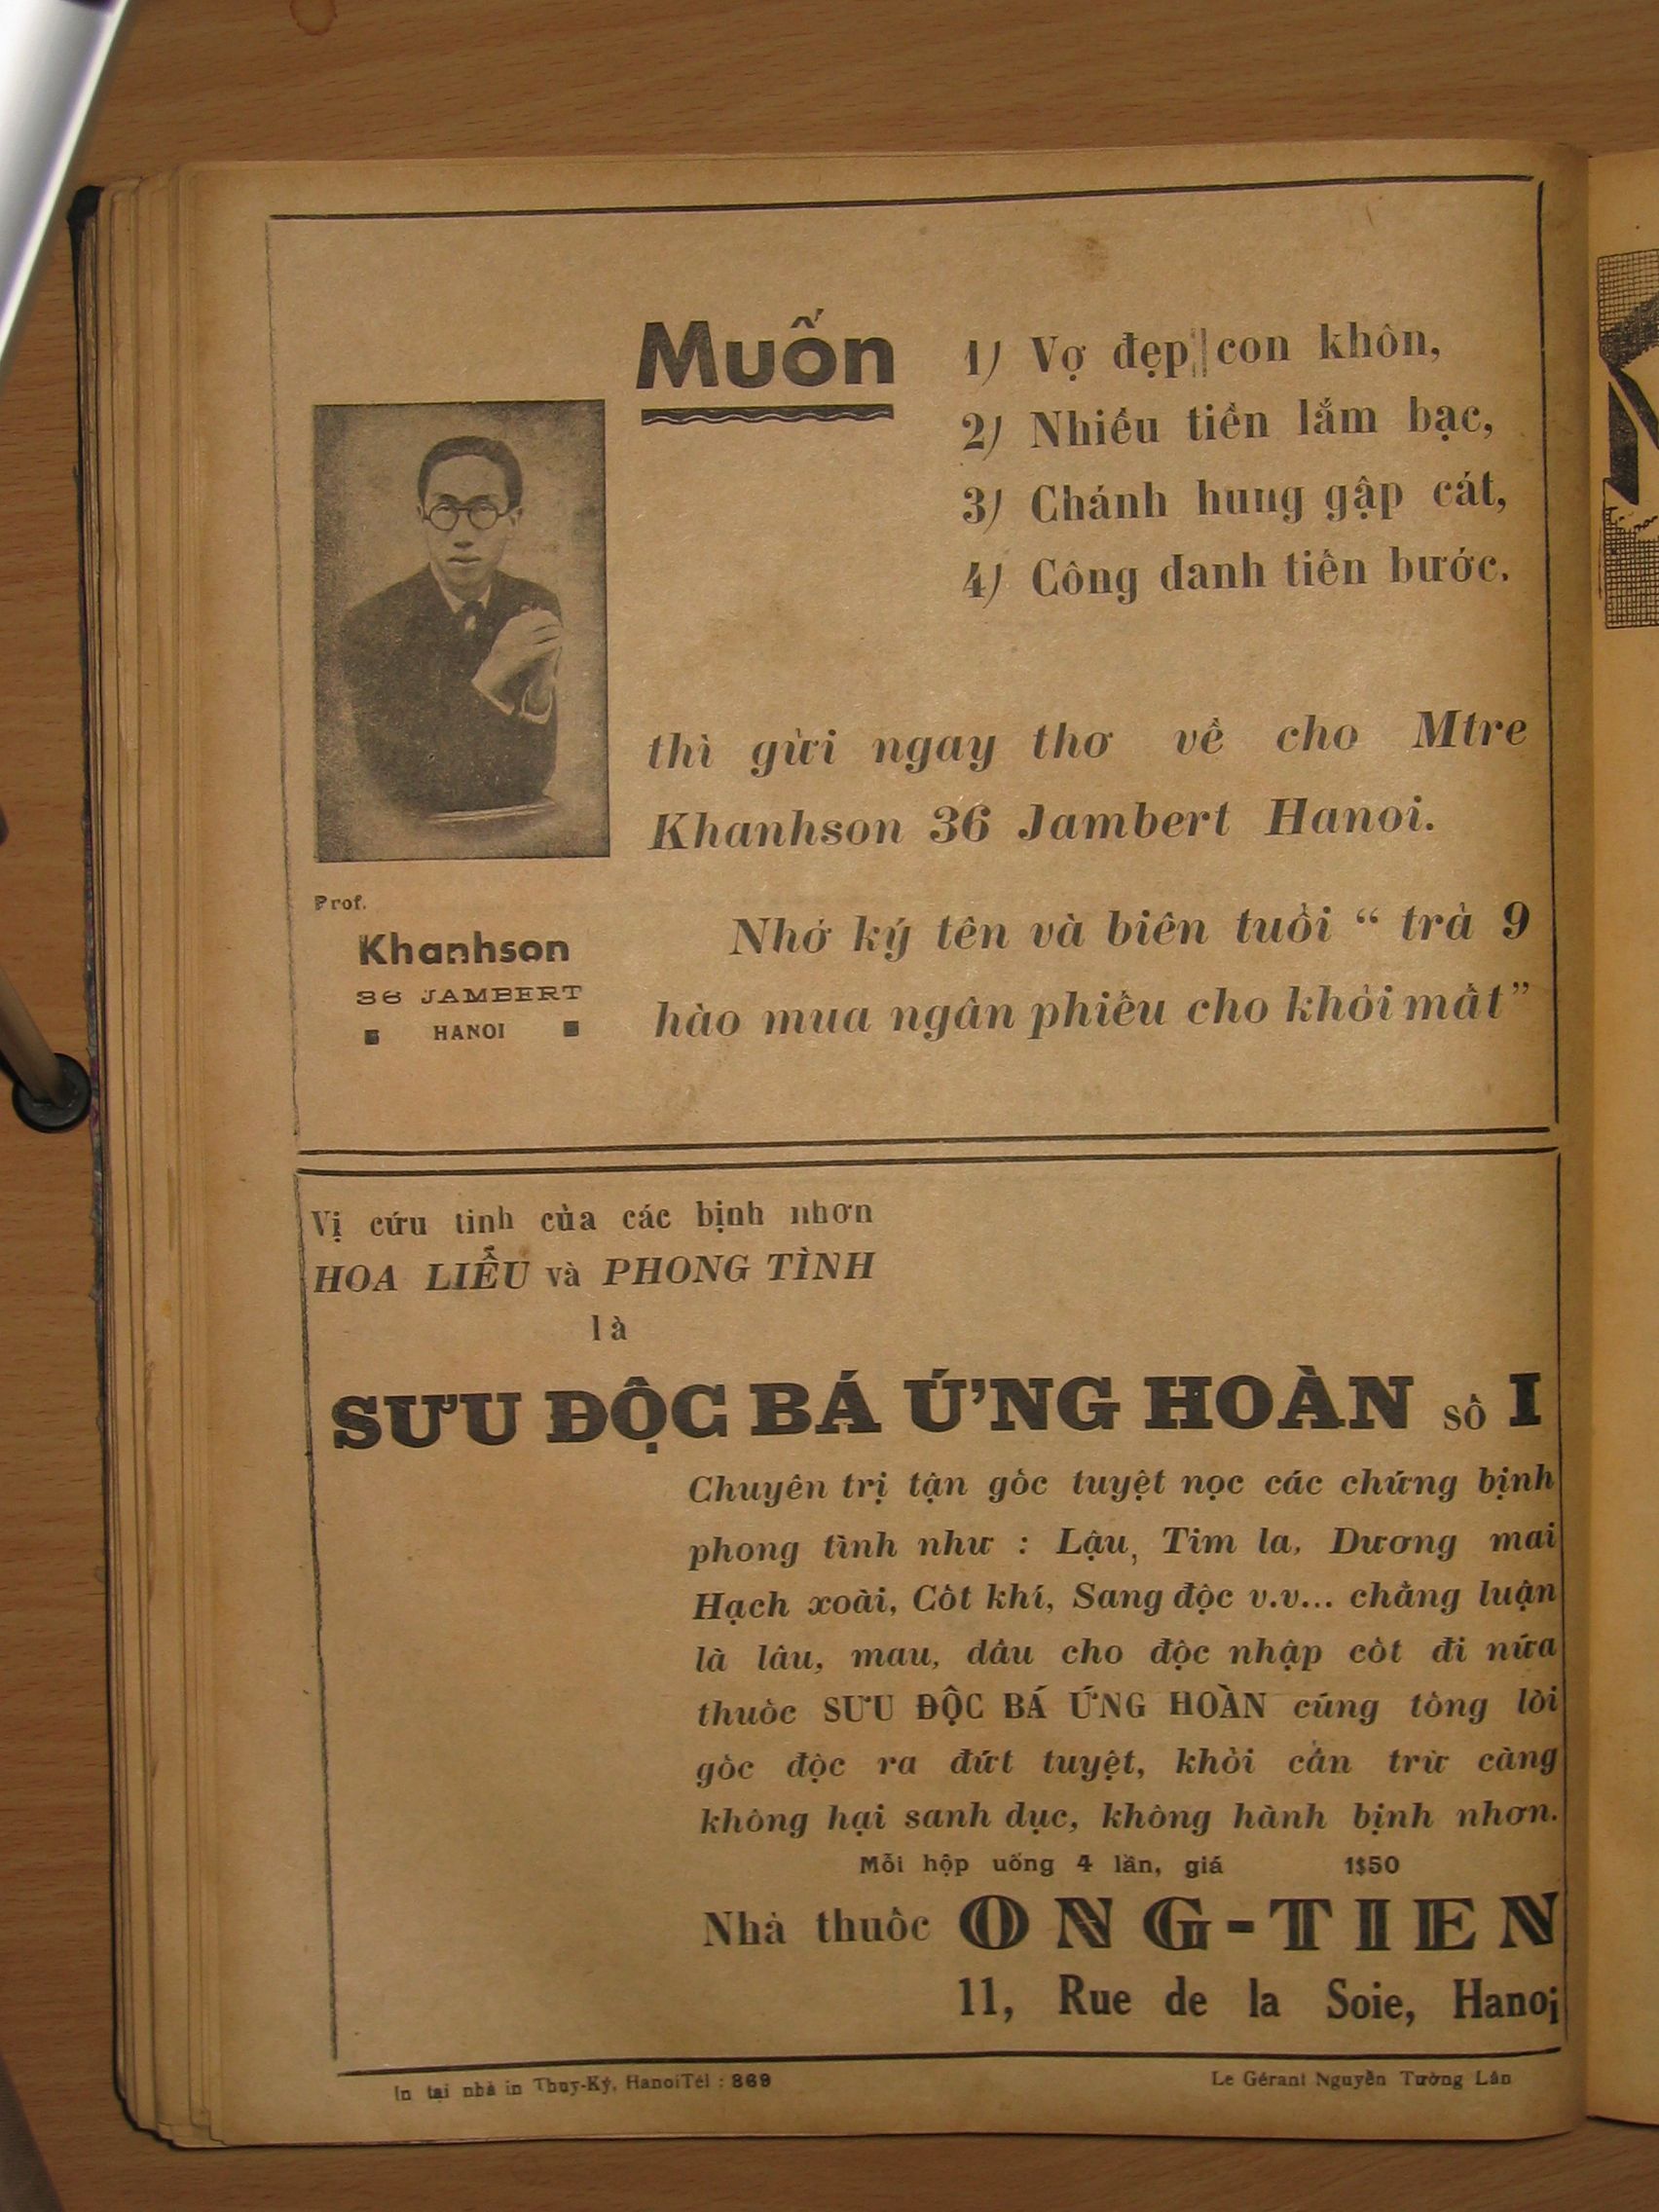 Muốn
1) Vợ đẹp con khôn,
2) Nhiều tiền lắm bạc,
3) Chánh hung gập cát,
4) Công danh tiến bước.
thì gửi ngay thơ về cho Mtre
Khanhson 36 Jambert Hanoi.
Nhớ ký tên và biên tuổi “ trả 9
hào mua ngân phiếu cho khỏi mất”
Prof.
Khanhson
36 JAMBERT
HANOI
Vị cứu tinh của các bịnh nhơn
HOA LIỄU và PHONG TÌNH
là
SƯU ĐỘC BÁ ỨNG HOÀN số I
Chuyên trị tận gốc tuyệt nọc các chứng bịnh
phong tình như : Lậu, Tim la, Dương mai
Hạch xoài, Cốt khí, Sang độc v.v... chẳng luận
là lâu, mau, dầu cho độc nhập cốt đi nữa
thuốc SƯU ĐỘC BÁ ỨNG HOÀN cũng tống lòi
gốc độc ra đứt tuyệt, khỏi cần trừ căng
không hại sanh dục, không hành bịnh nhơn.
Mỗi hộp uống 4 lần, giá 1$50
Nhà thuốc ONG-TIEN
11, Rue de la Soie, Hanoi
In tại nhà in Thụy-Ký, Hanoi Tél : 869
Le Gérant Nguyễn Tường Lân